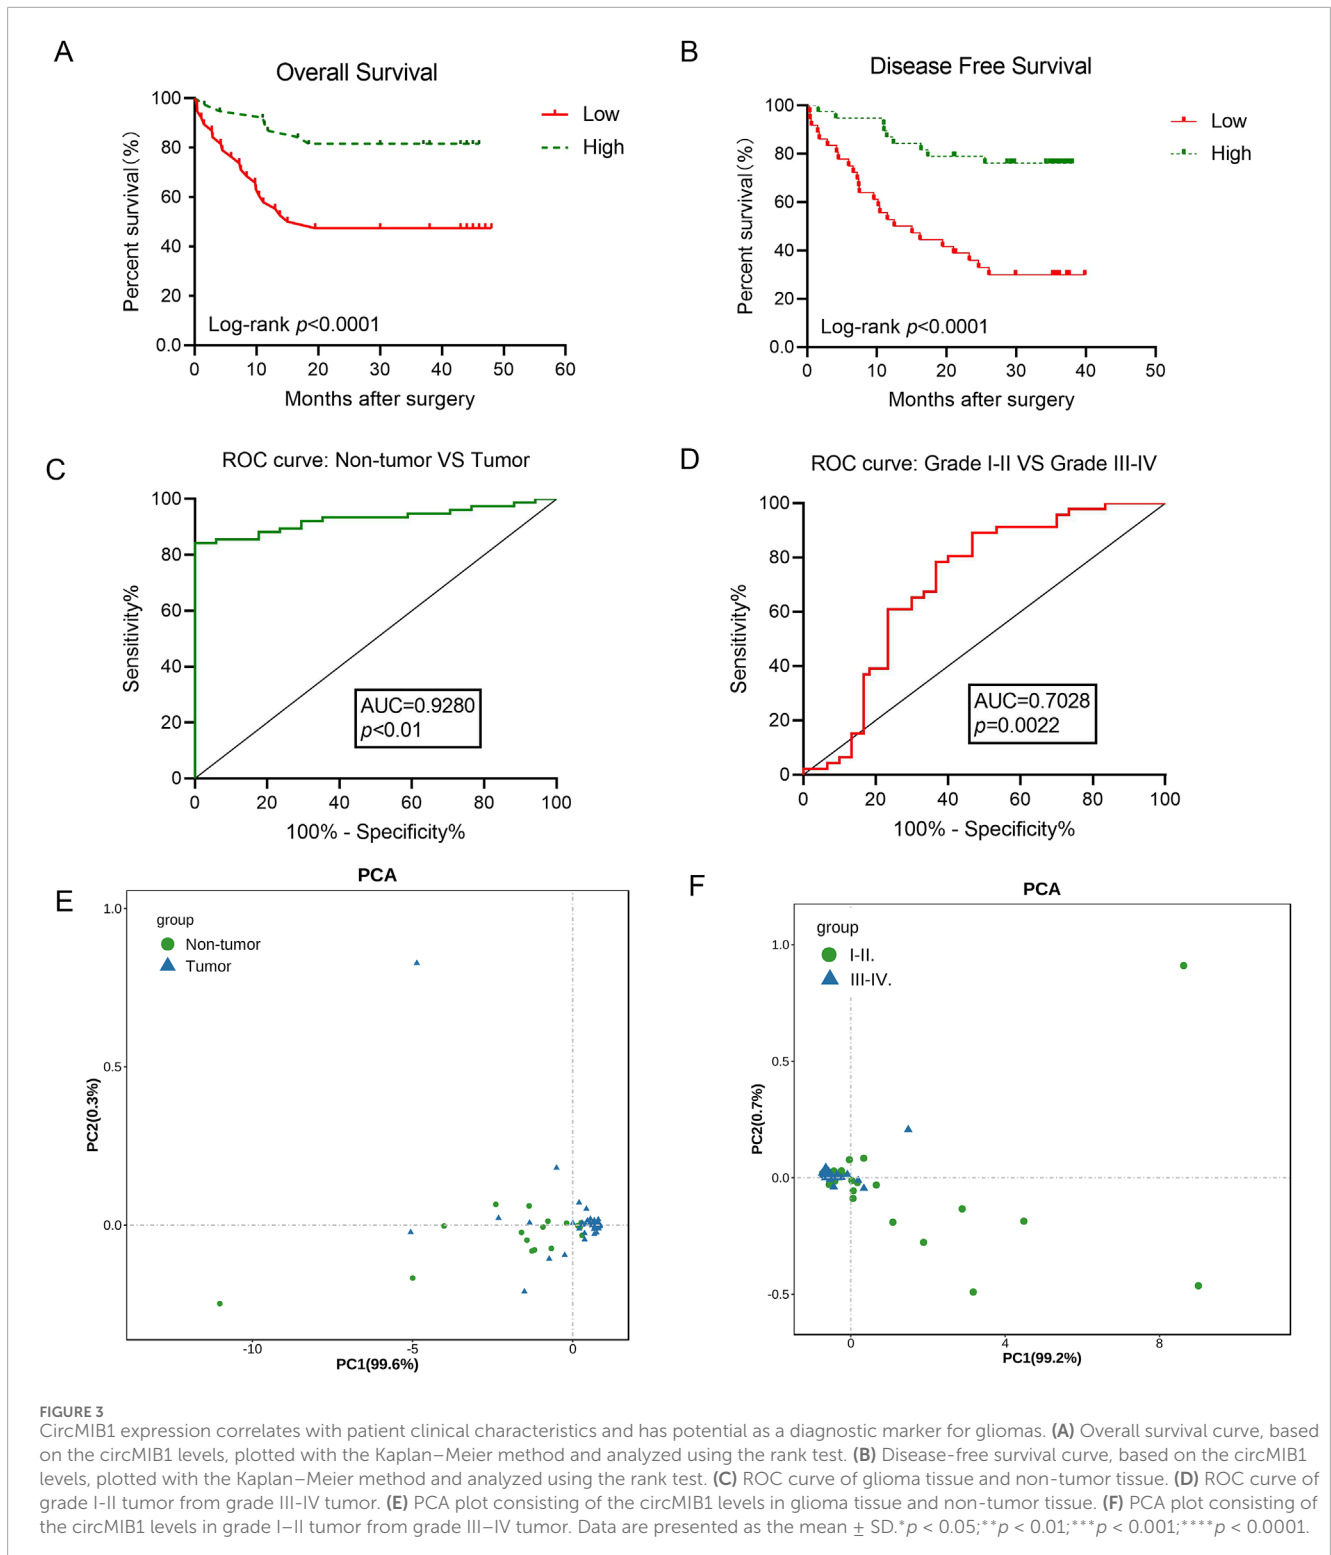 A
Overall Survival
Percent survival(%)
100
80
60
40
20
0.0
0 10 20 30 40 50 60
Months after surgery
Low
High
Log-rank p<0.0001
B
Disease Free Survival
Percent survival(%)
100
80
60
40
20
0.0
0 10 20 30 40 50
Months after surgery
Low
High
Log-rank p<0.0001
C
ROC curve: Non-tumor VS Tumor
Sensitivity%
100
80
60
40
20
0
0 20 40 60 80 100
100% - Specificity%
AUC=0.9280
p<0.01
D
ROC curve: Grade I-II VS Grade III-IV
Sensitivity%
100
80
60
40
20
0
0 20 40 60 80 100
100% - Specificity%
AUC=0.7028
p=0.0022
E
PCA
group
Non-tumor
Tumor
PC2(0.3%)
1.0
0.5
0.0
-10 -5 0
PC1(99.6%)
F
PCA
group
I-II.
III-IV.
PC2(0.7%)
1.0
0.5
0.0
-0.5
0 4 8
PC1(99.2%)
FIGURE 3
CircMIB1 expression correlates with patient clinical characteristics and has potential as a diagnostic marker for gliomas. (A) Overall survival curve, based
on the circMIB1 levels, plotted with the Kaplan–Meier method and analyzed using the rank test. (B) Disease-free survival curve, based on the circMIB1
levels, plotted with the Kaplan–Meier method and analyzed using the rank test. (C) ROC curve of glioma tissue and non-tumor tissue. (D) ROC curve of
grade I-II tumor from grade III-IV tumor. (E) PCA plot consisting of the circMIB1 levels in glioma tissue and non-tumor tissue. (F) PCA plot consisting of
the circMIB1 levels in grade I–II tumor from grade III–IV tumor. Data are presented as the mean ± SD.*p < 0.05;**p < 0.01;***p < 0.001;****p < 0.0001.